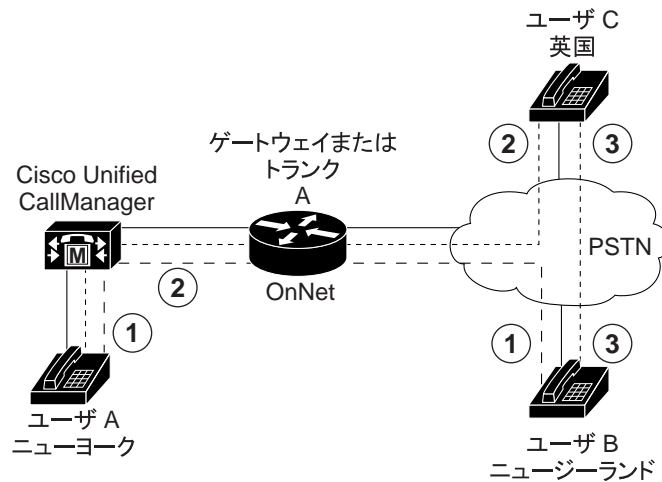 ユーザ C
英国
2
3
ゲートウェイまたは
トランク
A
Cisco Unified
CallManager
M
PSTN
OnNet
2
1
1
3
ユーザ A
ニューヨーク
ユーザ B
ニュージーランド